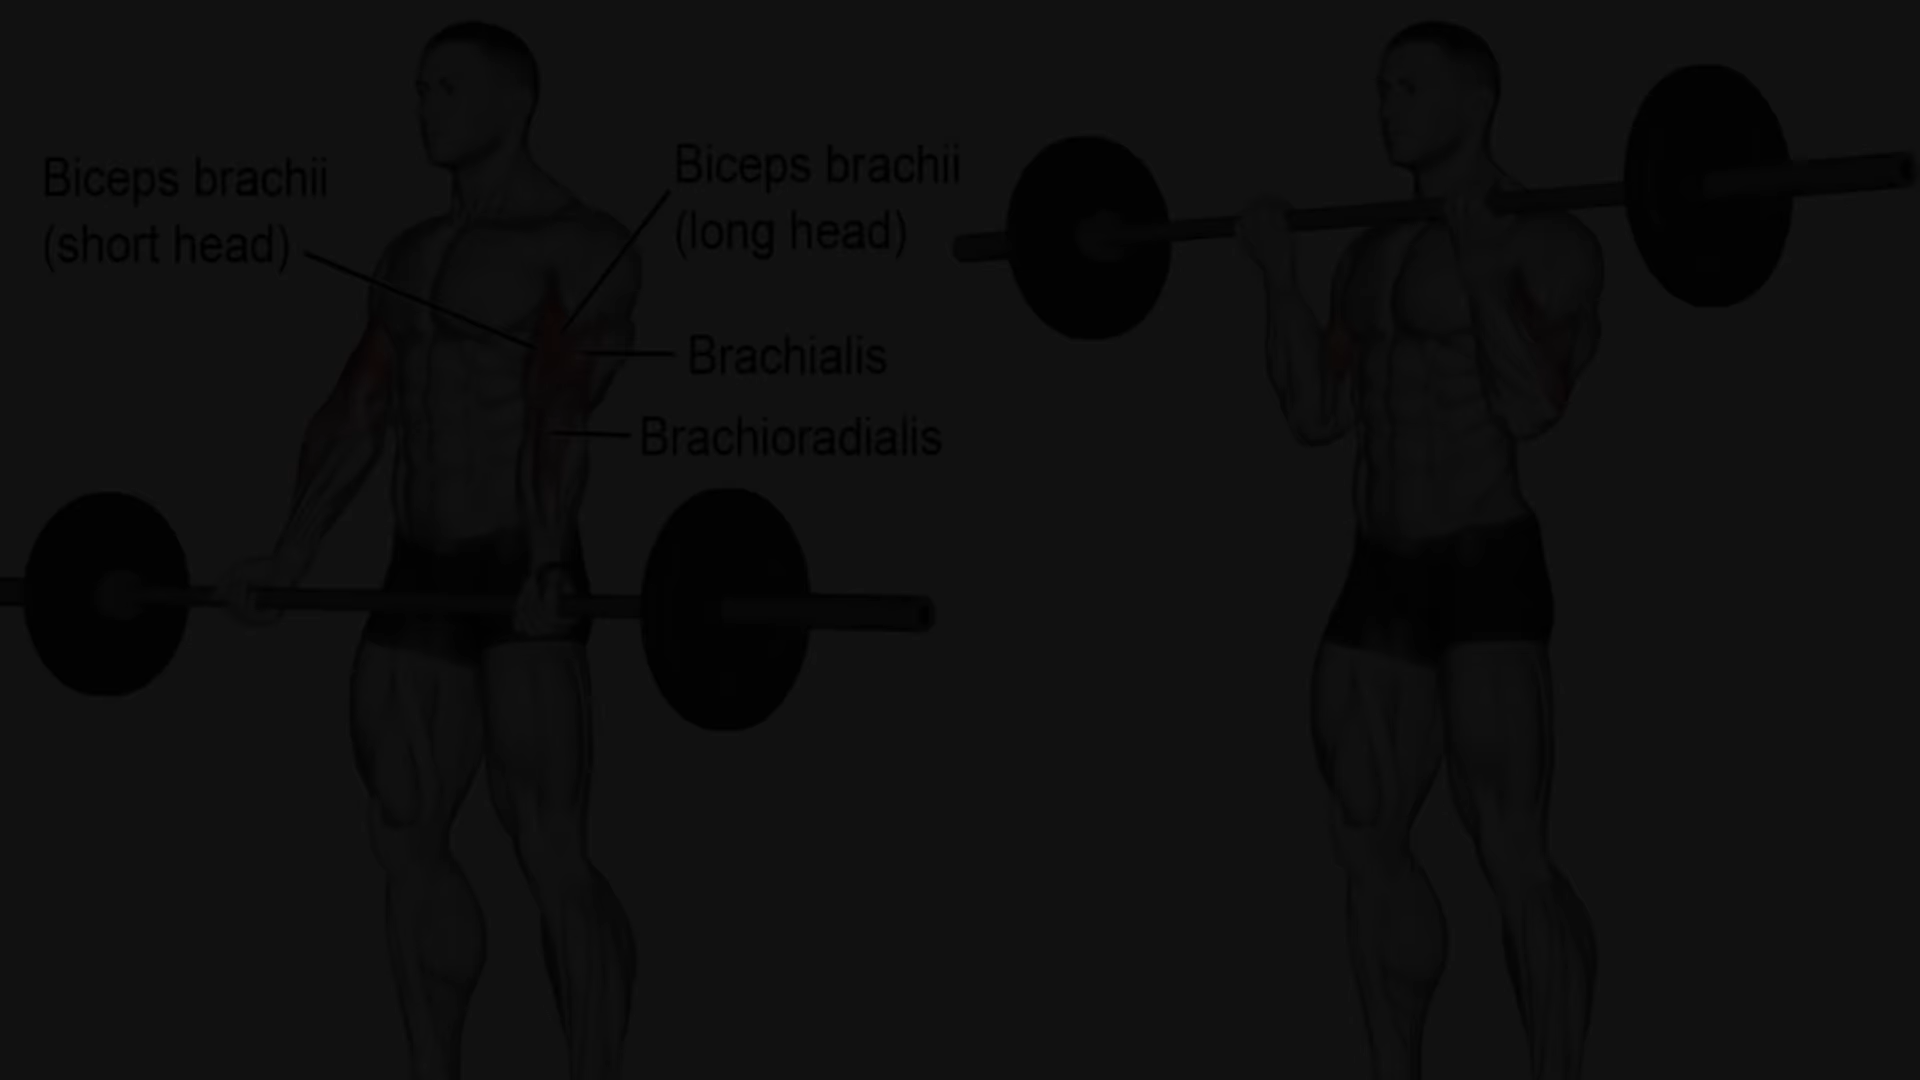 Biceps brachii
(short head)
Biceps brachii
(long head)
Brachialis
Brachioradialis